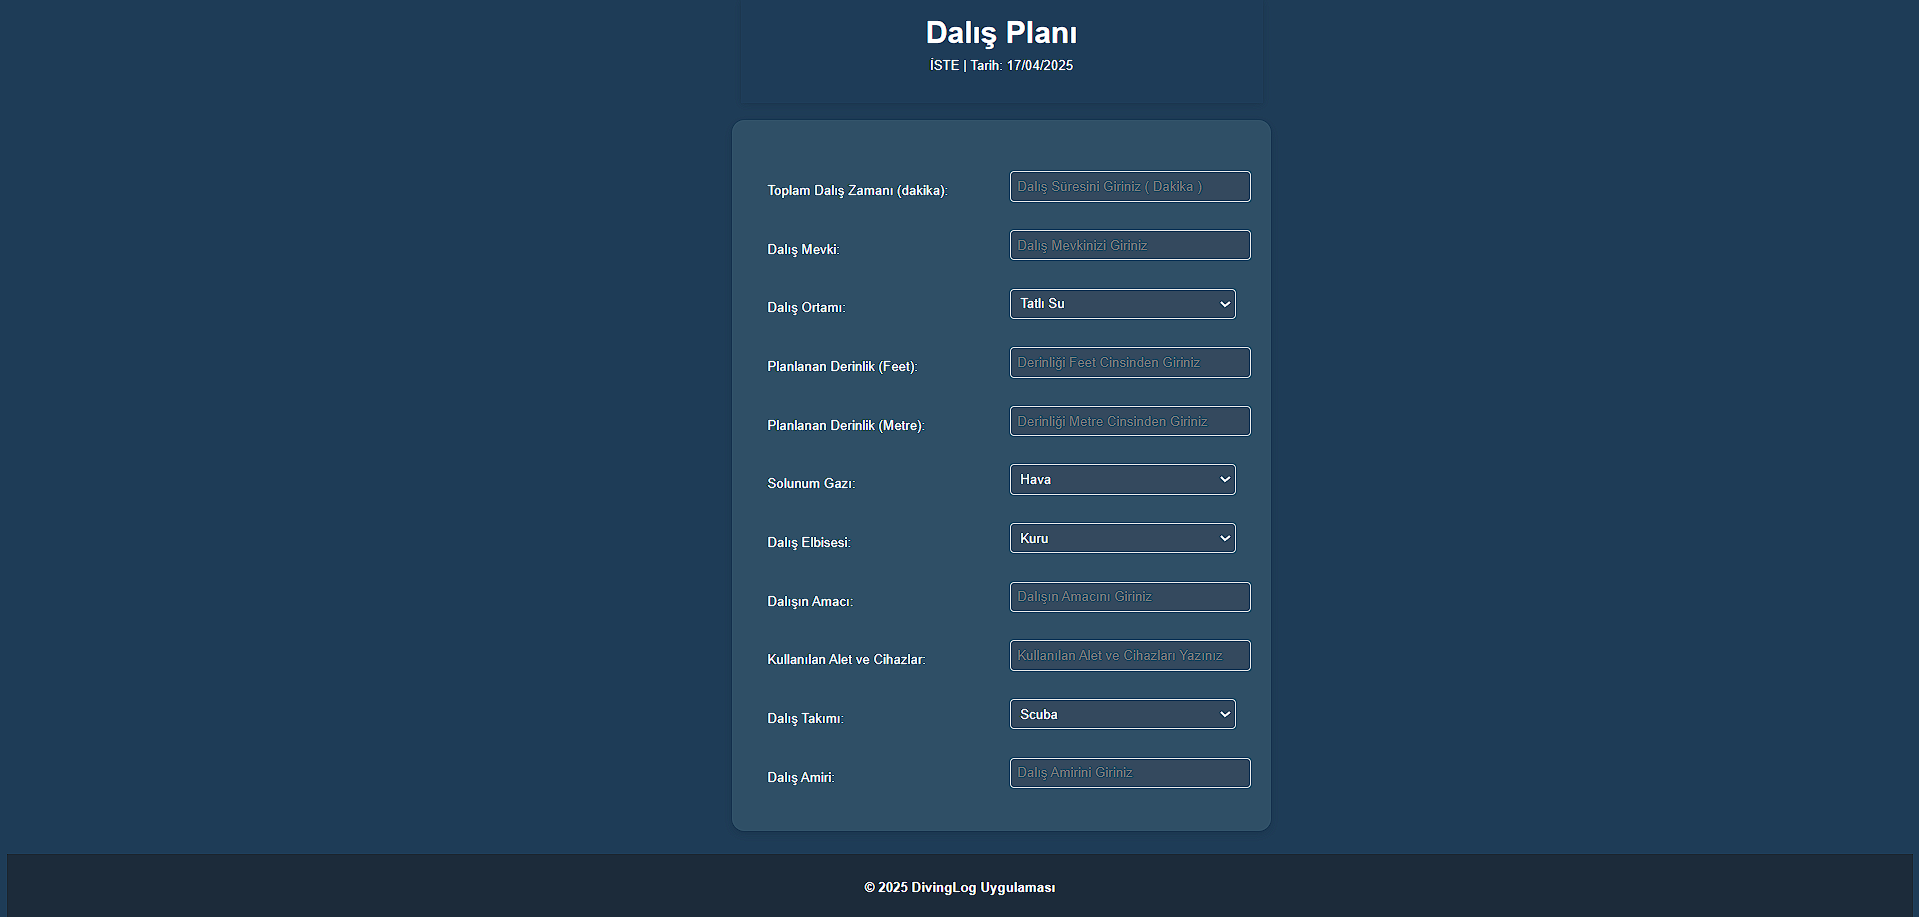 Dalış Planı
İSTE | Tarih: 17/04/2025
Toplam Dalış Zamanı (dakika): Dalış Süresini Giriniz ( Dakika )
Dalış Mevki: Dalış Mevkinizi Giriniz
Dalış Ortamı: Tatlı Su
Planlanan Derinlik (Feet): Derinliği Feet Cinsinden Giriniz
Planlanan Derinlik (Metre): Derinliği Metre Cinsinden Giriniz
Solunum Gazı: Hava
Dalış Elbisesi: Kuru
Dalışın Amacı: Dalışın Amacını Giriniz
Kullanılan Alet ve Cihazlar: Kullanılan Alet ve Cihazları Yazınız
Dalış Takımı: Scuba
Dalış Amiri: Dalış Amirini Giriniz
© 2025 DivingLog Uygulaması